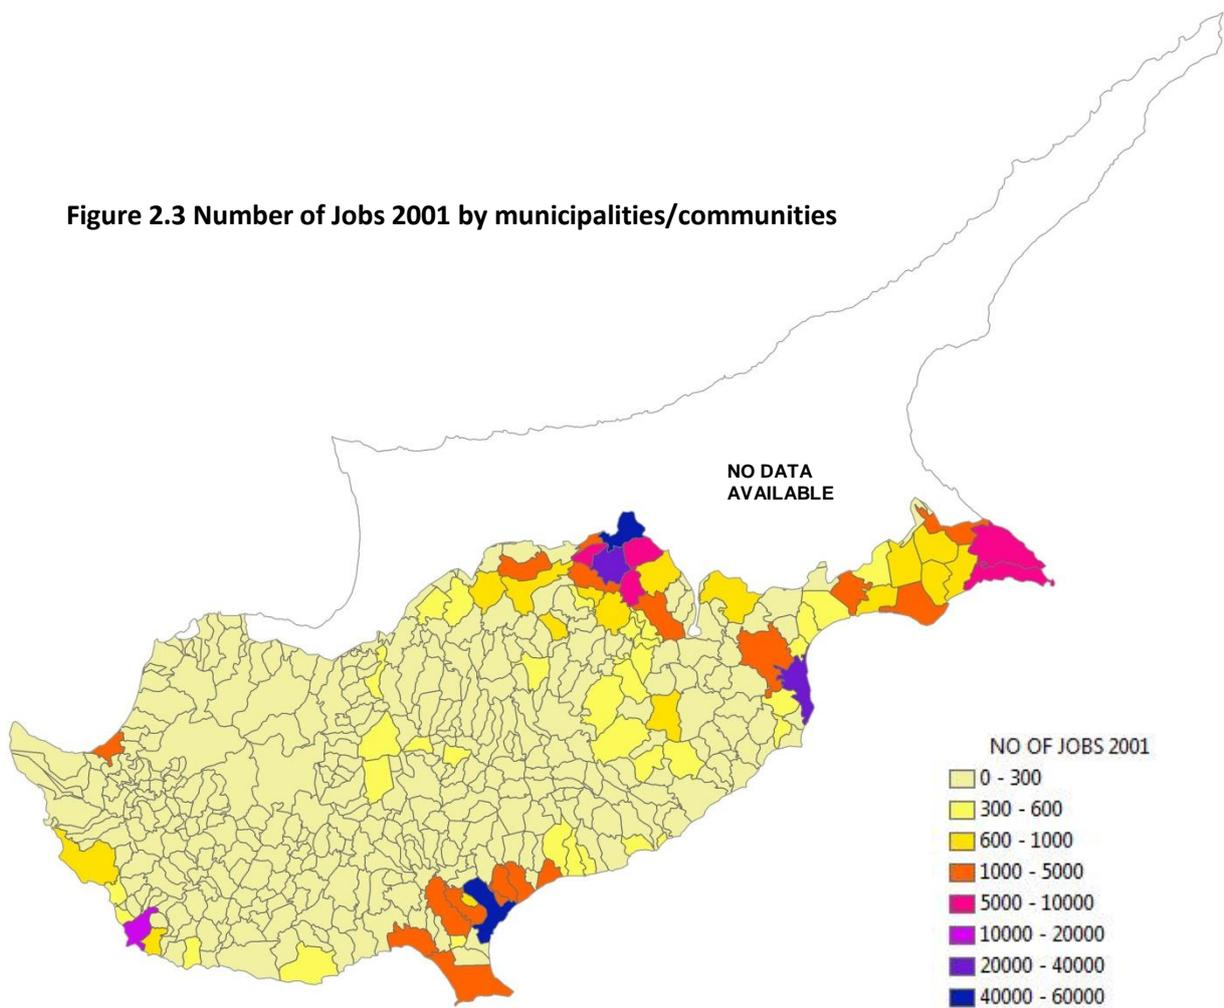 Figure 2.3 Number of Jobs 2001 by municipalities/communities
NO DATA
AVAILABLE
NO OF JOBS 2001
0 - 300
300 - 600
600 - 1000
1000 - 5000
5000 - 10000
10000 - 20000
20000 - 40000
40000 - 60000